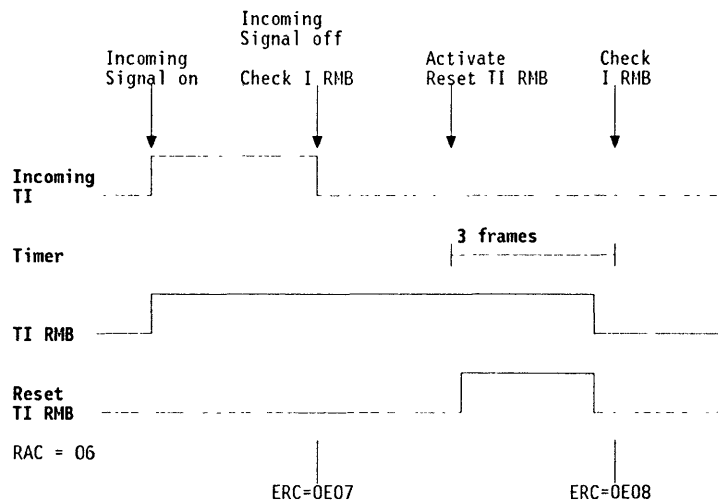 Incoming
Signal on
Incoming
Signal off
Check I RMB
Activate
Reset TI RMB
Check
I RMB
Incoming
TI
Timer
3 frames
TI RMB
Reset
TI RMB
RAC = 06
ERC=0E07
ERC=0E08